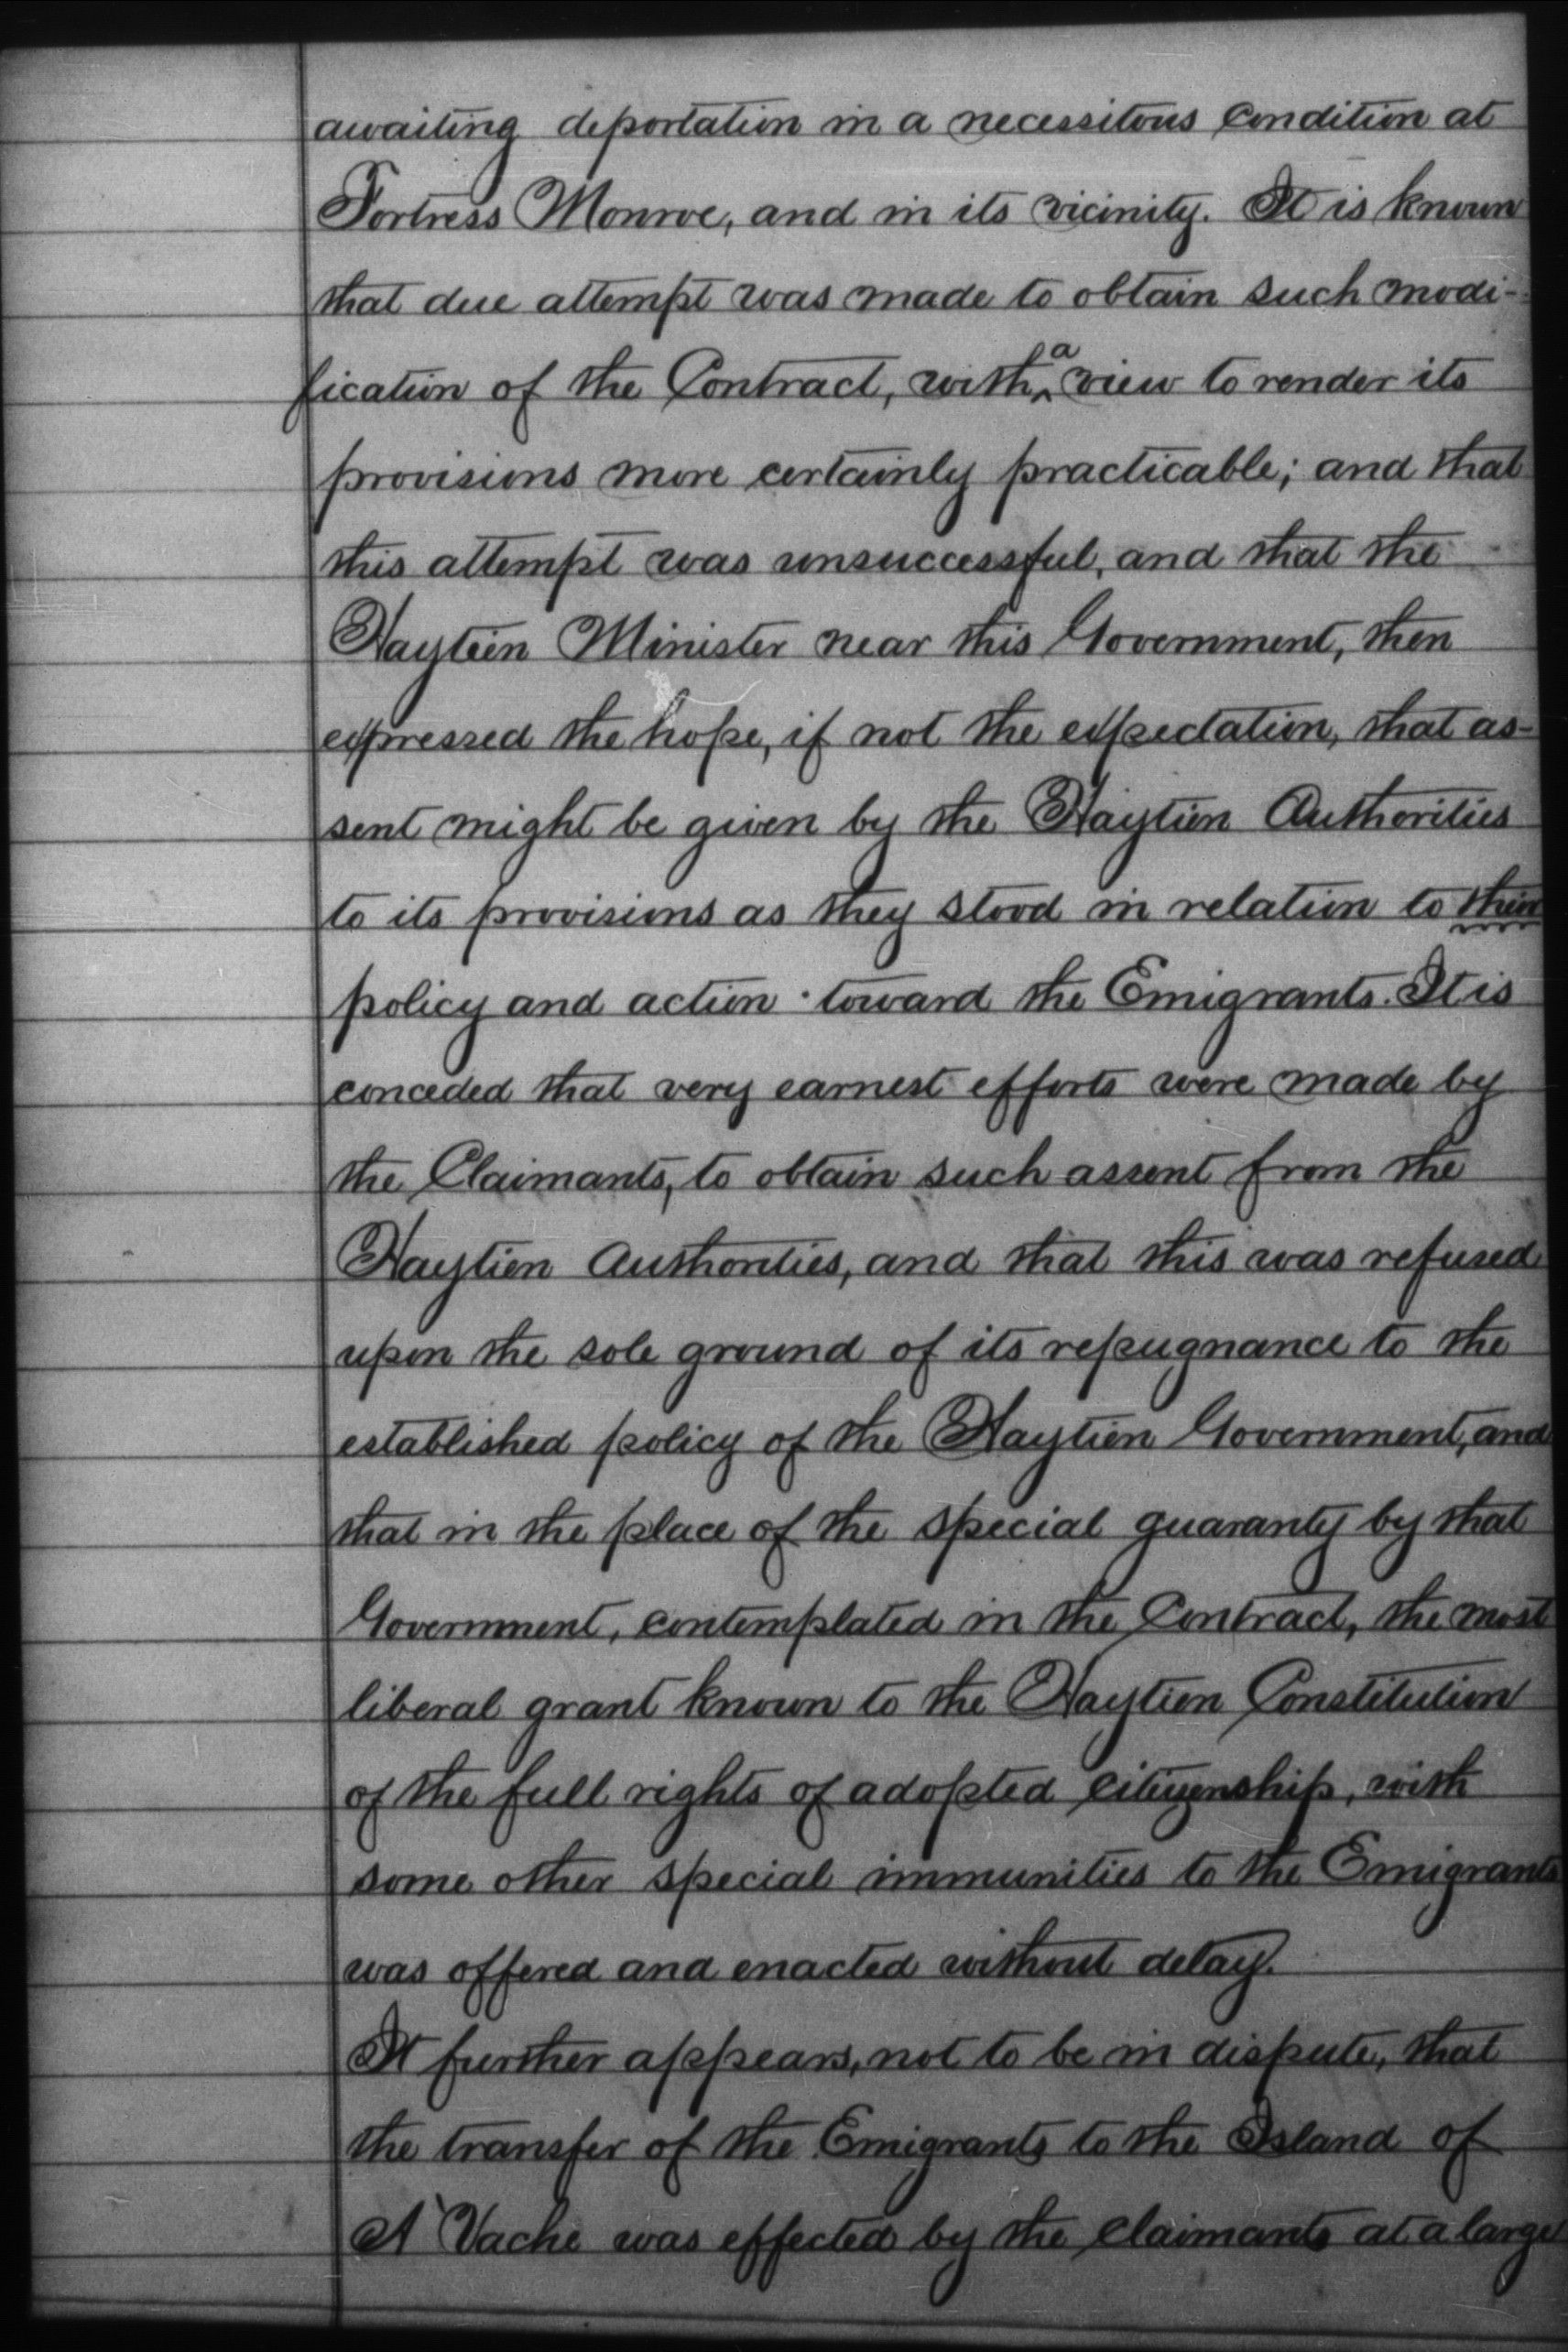 awaiting deportation in a necessitous condition at
Fortress Monroe, and in its vicinity. It is known
that due attempt was made to obtain such modi-
fication of the Contract, with a view to render its
provisions more certainly practicable; and that
this attempt was unsuccessful, and that the
Haytien Minister near this Government, then
expressed the hope, if not the expectation, that as-
sent might be given by the Haytien Authorities
to its provisions as they stood in relation to their
policy and action toward the Emigrants. It is
conceded that very earnest efforts were made by
the Claimants, to obtain such assent from the
Haytien Authorities, and that this was refused
upon the sole ground of its repugnance to the
established policy of the Haytien Government, and
that in the place of the special guaranty by that
Government, contemplated in the Contract, the most
liberal grant known to the Haytien Constitution
of the full rights of adopted citizenship, with
some other special immunities to the Emigrants
was offered and enacted without delay.
It further appears, not to be in dispute, that
the transfer of the Emigrants to the Island of
A'Vache was effected by the Claimants at a large